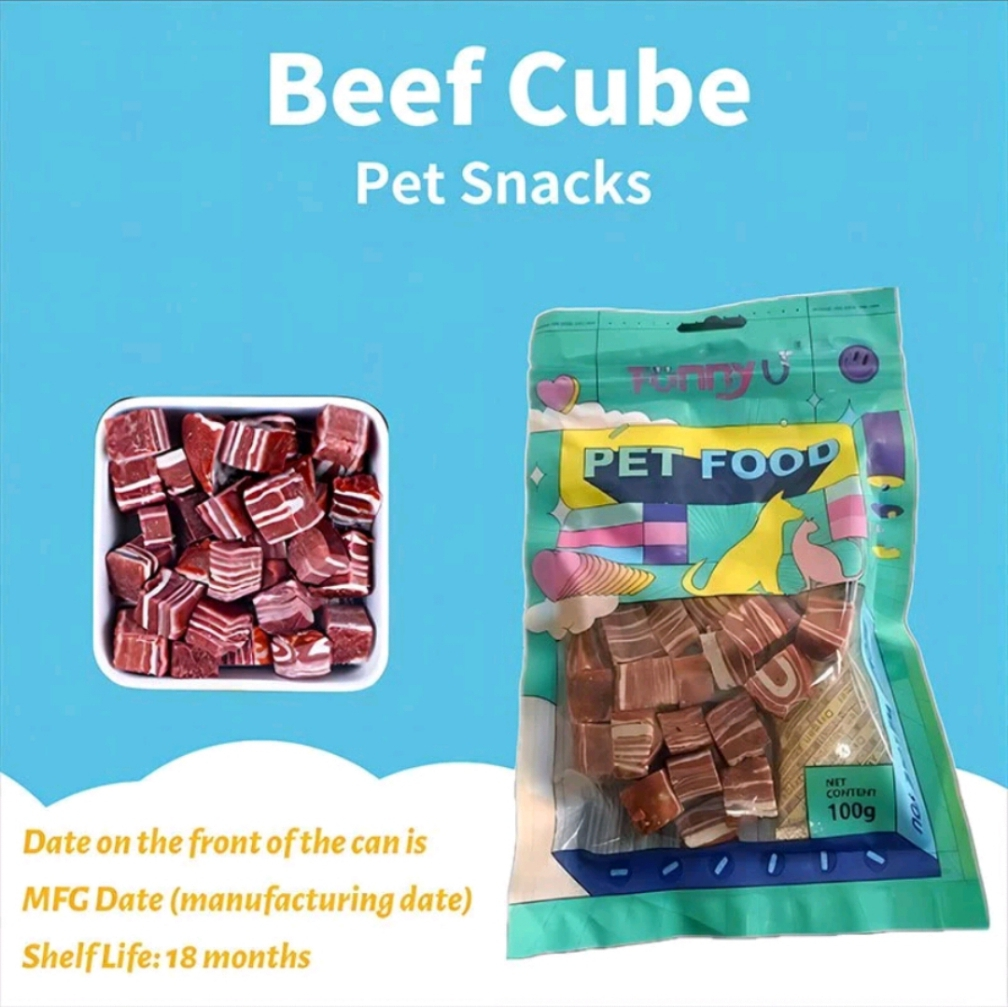 Beef Cube
Pet Snacks
FünnyU
PET FOOD
NET
CONTENT
100g
Date on the front of the can is
MFG Date (manufacturing date)
Shelf Life: 18 months